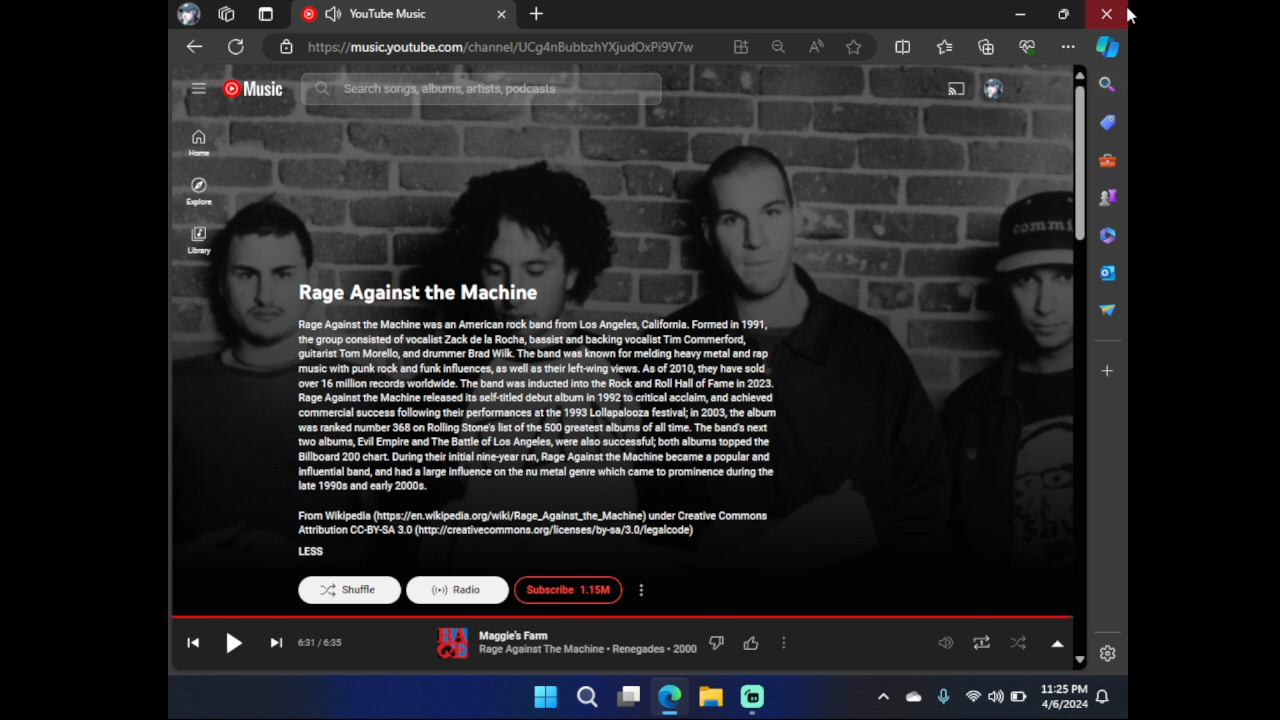 YouTube Music
https://music.youtube.com/channel/UCg4nBubbzhYXjudOxPi9V7w
Music
Search songs, albums, artists, podcasts
Home
Explore
Library
commi
Rage Against the Machine
Rage Against the Machine was an American rock band from Los Angeles, California. Formed in 1991,
the group consisted of vocalist Zack de la Rocha, bassist and backing vocalist Tim Commerford,
guitarist Tom Morello, and drummer Brad Wilk. The band was known for melding heavy metal and rap
music with punk rock and funk influences, as well as their left-wing views. As of 2010, they have sold
over 16 million records worldwide. The band was inducted into the Rock and Roll Hall of Fame in 2023.
Rage Against the Machine released its self-titled debut album in 1992 to critical acclaim, and achieved
commercial success following their performances at the 1993 Lollapalooza festival; in 2003, the album
was ranked number 368 on Rolling Stone's list of the 500 greatest albums of all time. The band's next
two albums, Evil Empire and The Battle of Los Angeles, were also successful; both albums topped the
Billboard 200 chart. During their initial nine-year run, Rage Against the Machine became a popular and
influential band, and had a large influence on the nu metal genre which came to prominence during the
late 1990s and early 2000s.
From Wikipedia (https://en.wikipedia.org/wiki/Rage_Against_the_Machine) under Creative Commons
Attribution CC-BY-SA 3.0 (http://creativecommons.org/licenses/by-sa/3.0/legalcode)
LESS
Shuffle
Radio
Subscribe 1.15M
6:31 / 6:35
Maggie's Farm
Rage Against The Machine • Renegades • 2000
11:25 PM
4/6/2024